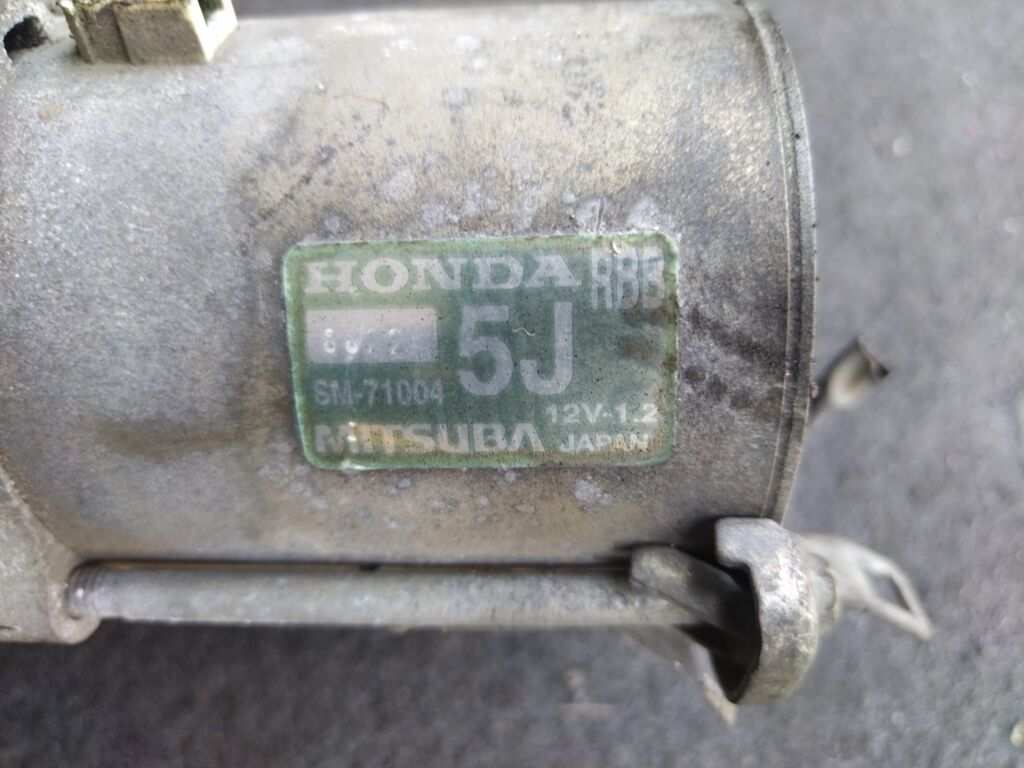 HONDA RBB
5J
SM-71004
12V-1.2
MITSUBA JAPAN